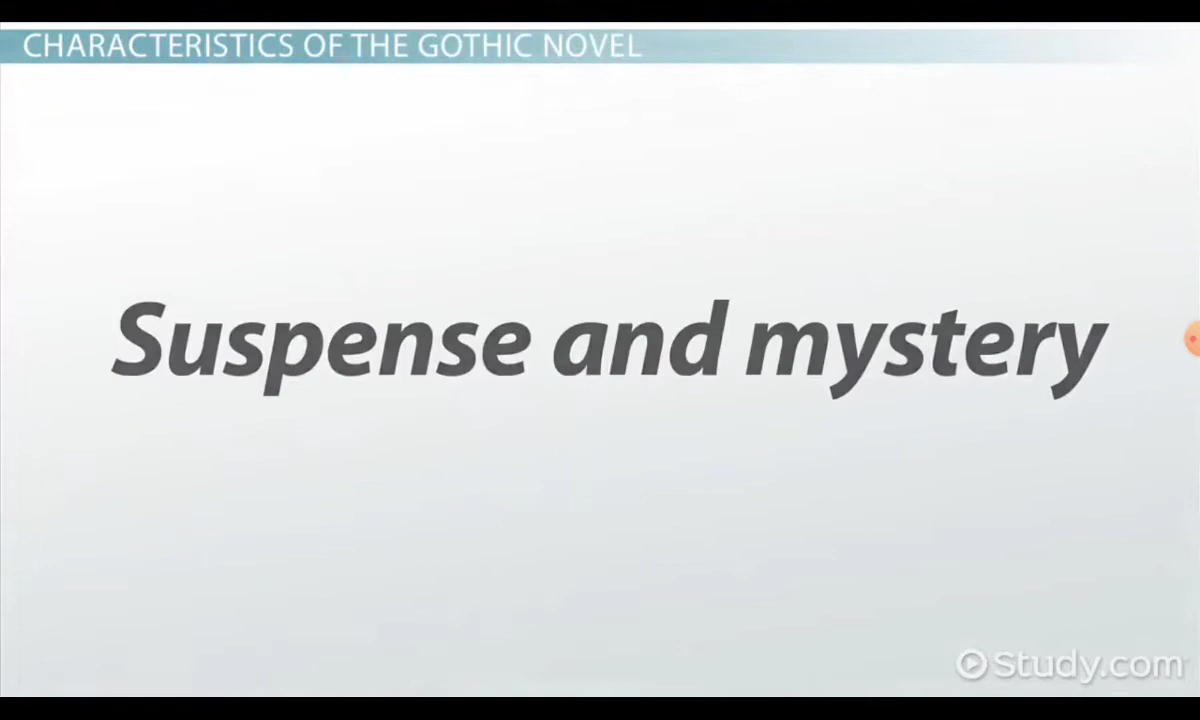 CHARACTERISTICS OF THE GOTHIC NOVEL
Suspense and mystery
Study.com